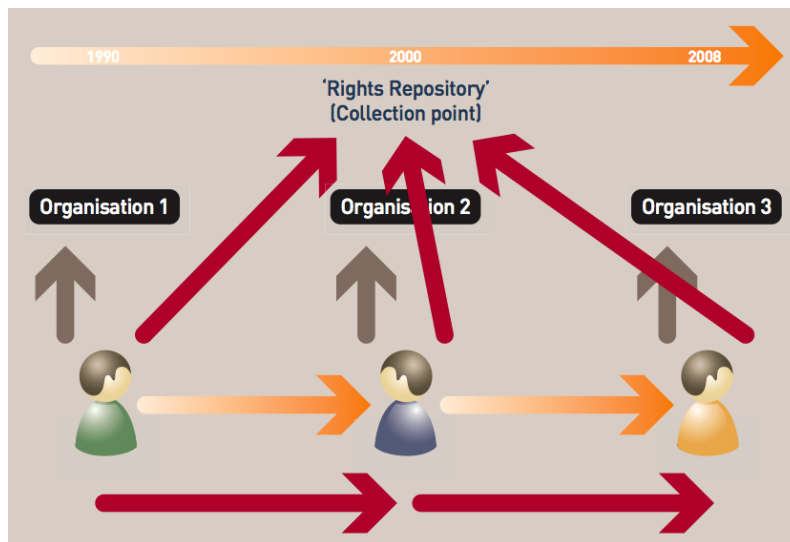 1990 2000 2008
‘Rights Repository’
(Collection point)
Organisation 1 Organisation 2 Organisation 3